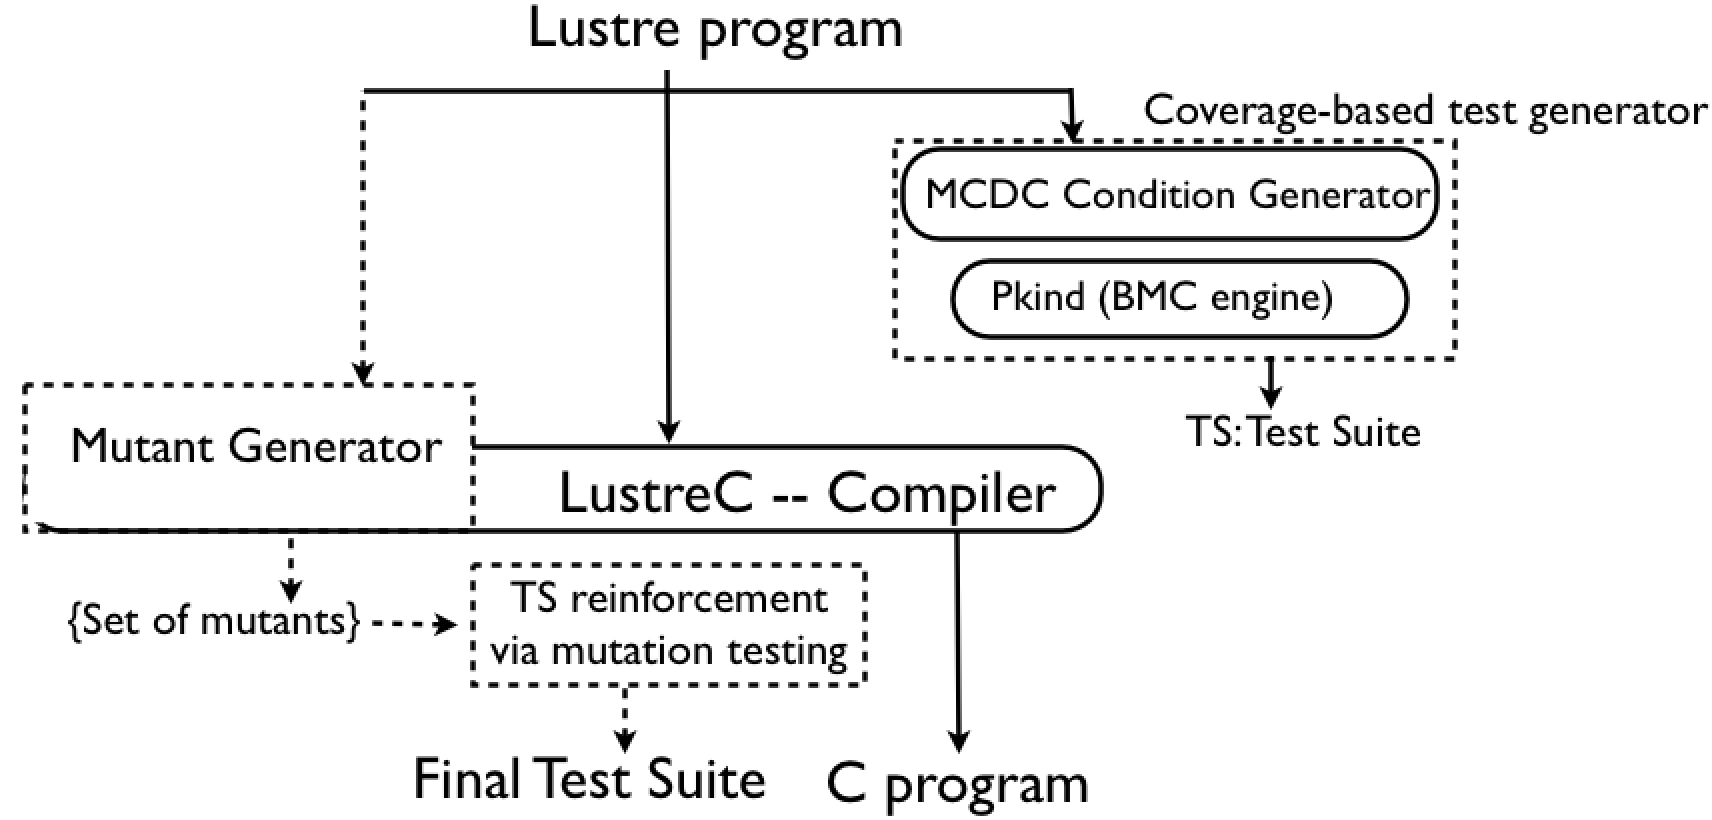 Lustre program
Coverage-based test generator
MCDC Condition Generator
Pkind (BMC engine)
TS:Test Suite
Mutant Generator
LustreC -- Compiler
{Set of mutants}
TS reinforcement
via mutation testing
Final Test Suite
C program